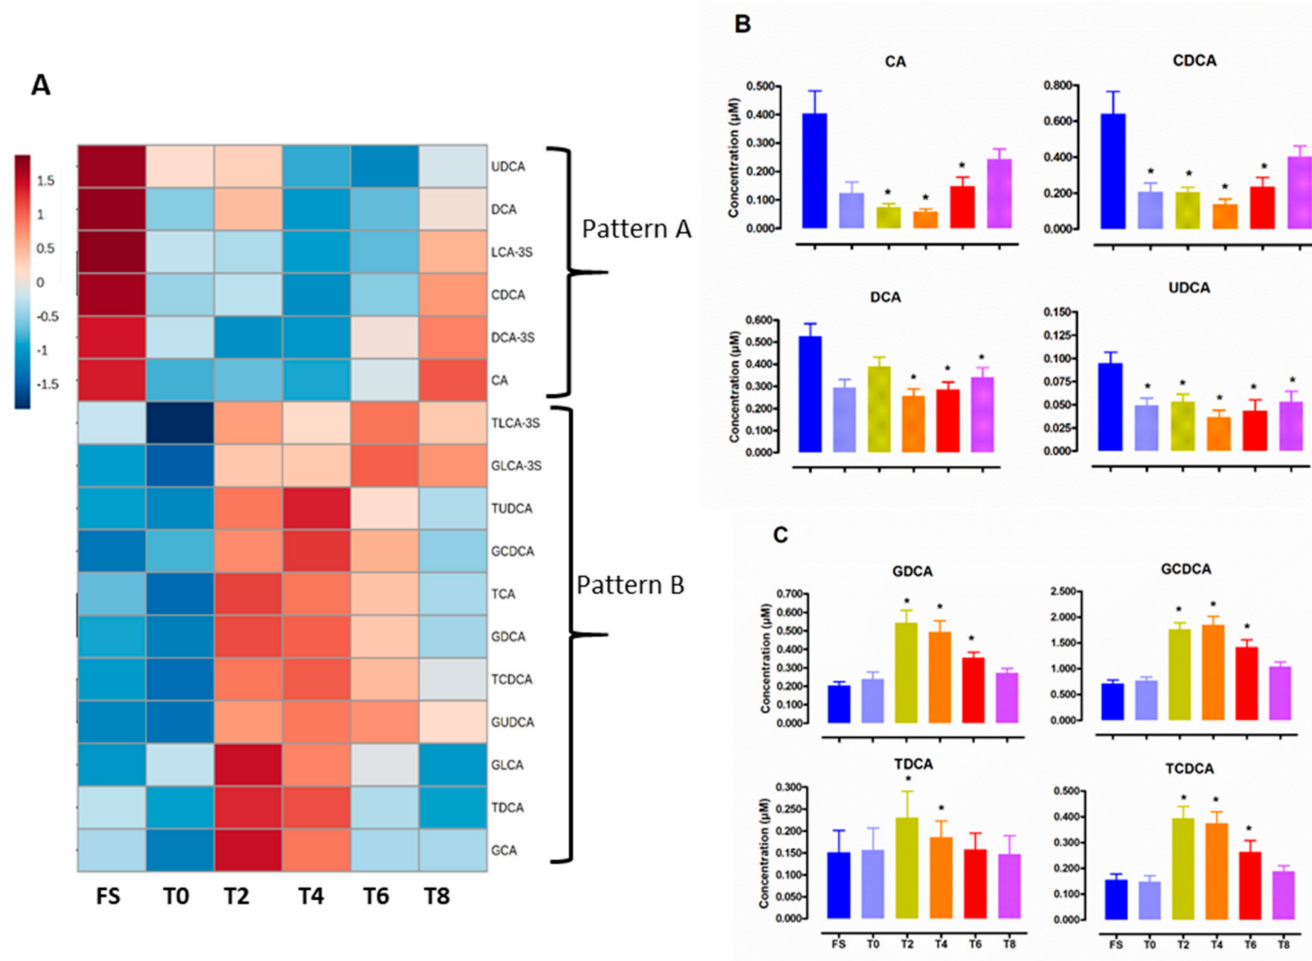 A
1.5
1
0.5
0
-0.5
-1
-1.5
UDCA
DCA
LCA-3S
CDCA
DCA-3S
CA
TLCA-3S
GLCA-3S
TUDCA
GCDCA
TCA
GDCA
TCDCA
GUDCA
GLCA
TDCA
GCA
Pattern A
Pattern B
FS T0 T2 T4 T6 T8
B
CA
Concentration (µM)
0.500
0.400
0.300
0.200
0.100
0.000
* * *
CDCA
0.800
0.600
0.400
0.200
0.000
* * * *
DCA
Concentration (µM)
0.600
0.500
0.400
0.300
0.200
0.100
0.000
* * *
UDCA
0.150
0.100
0.075
0.050
0.025
0.000
* * * * *
C
GDCA
Concentration (µM)
0.700
0.600
0.500
0.400
0.300
0.200
0.100
0.000
* * *
GCDCA
2.500
2.000
1.500
1.000
0.500
0.000
* * *
TDCA
Concentration (µM)
0.300
0.250
0.200
0.150
0.100
0.050
0.000
* *
FS T0 T2 T4 T6 T8
TCDCA
0.500
0.400
0.300
0.200
0.100
0.000
* * *
FS T0 T2 T4 T6 T8